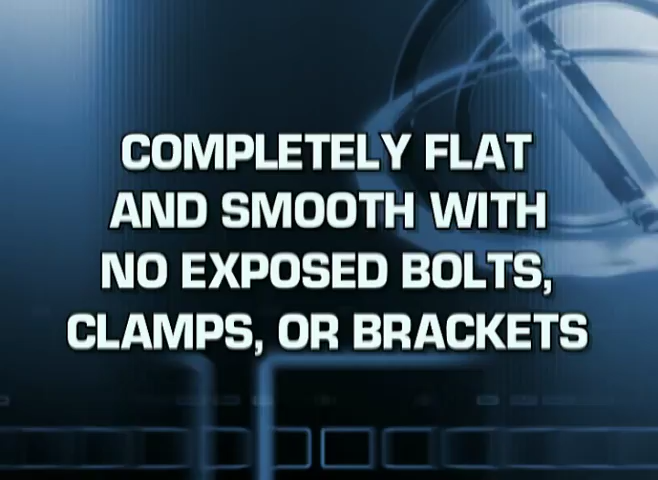 COMPLETELY FLAT
AND SMOOTH WITH
NO EXPOSED BOLTS,
CLAMPS, OR BRACKETS